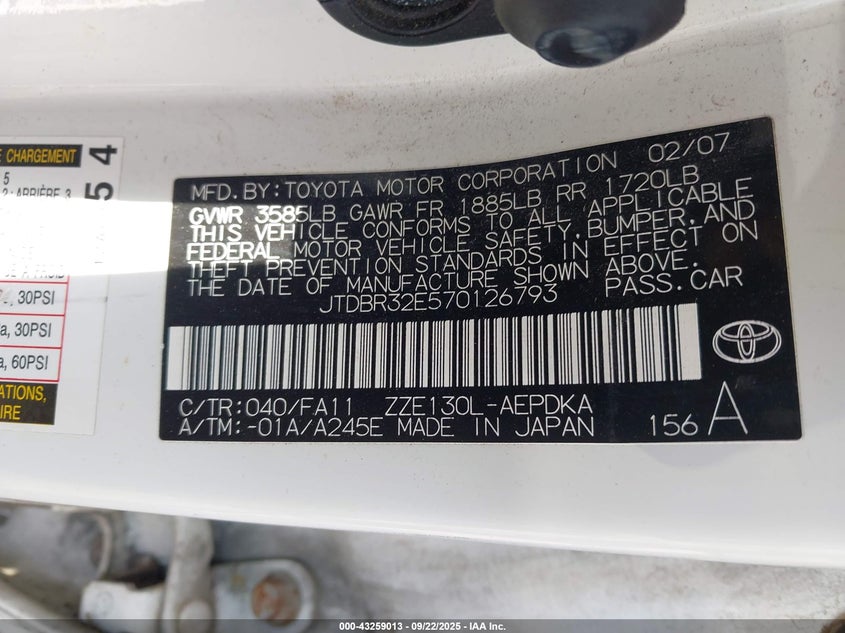 E CHARGEMENT
5
2 : ARRIÈRE 3
54
30PSI
a, 30PSI
a, 60PSI
ATIONS,
IRE
MFD. BY: TOYOTA MOTOR CORPORATION 02/07
GVWR 3585LB GAWR FR 1885LB RR 1720LB
THIS VEHICLE CONFORMS TO ALL APPLICABLE
FEDERAL MOTOR VEHICLE SAFETY, BUMPER, AND
THEFT PREVENTION STANDARDS IN EFFECT ON
THE DATE OF MANUFACTURE SHOWN ABOVE.
JTDBR32E570126793 PASS. CAR
C/TR: 040/FA11 ZZE130L-AEPDKA
A/TM: -01A/A245E MADE IN JAPAN
156 A
000-43259013 - 09/22/2025 - IAA Inc.